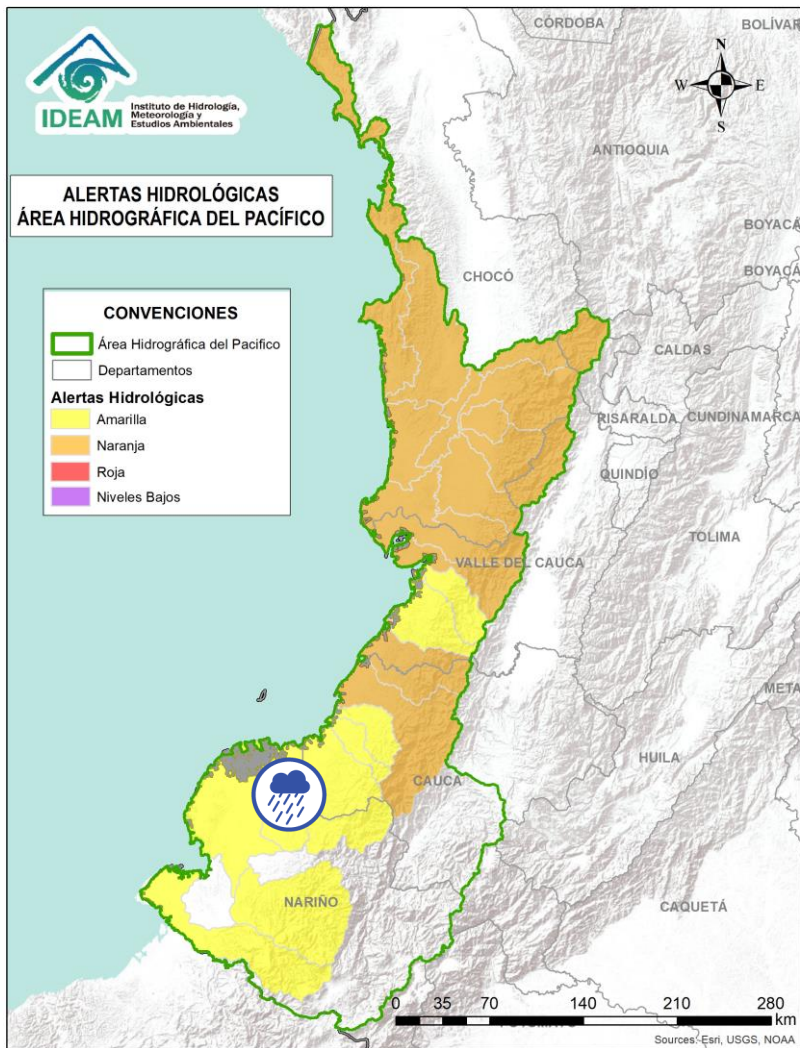 IDEAM
Instituto de Hidrología,
Meteorología y
Estudios Ambientales
ALERTAS HIDROLÓGICAS
ÁREA HIDROGRÁFICA DEL PACÍFICO
CONVENCIONES
Área Hidrográfica del Pacifico
Departamentos
Alertas Hidrológicas
Amarilla
Naranja
Roja
Niveles Bajos
N
W E
S
CÓRDOBA
BOLÍVAR
ANTIOQUIA
BOYACÁ
BOYACÁ
CHOCÓ
CALDAS
RISARALDA
CUNDINAMARCA
QUINDÍO
TOLIMA
VALLE DEL CAUCA
META
HUILA
CAUCA
NARIÑO
CAQUETÁ
0 35 70 140 210 280
km
Sources: Esri, USGS, NOAA